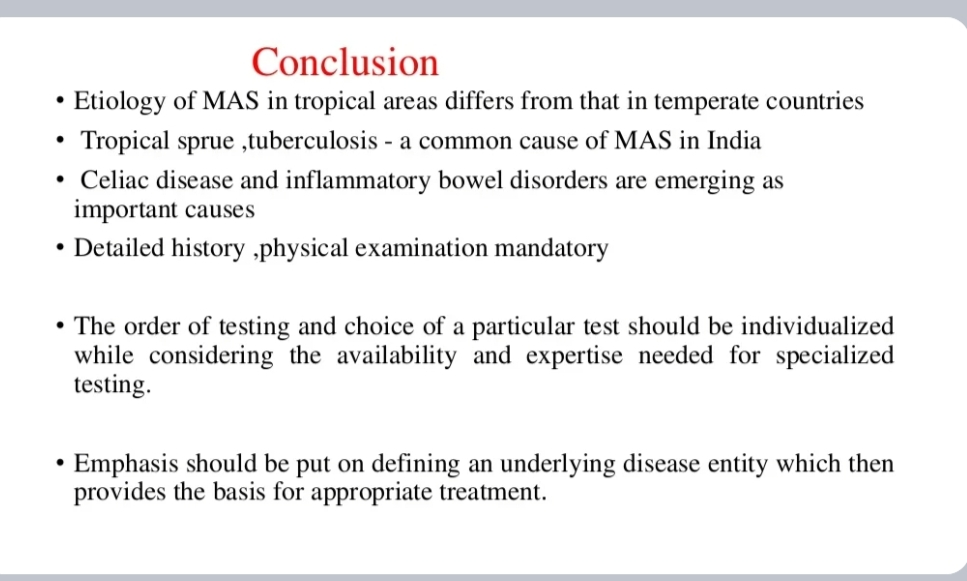 Conclusion
• Etiology of MAS in tropical areas differs from that in temperate countries
• Tropical sprue ,tuberculosis - a common cause of MAS in India
• Celiac disease and inflammatory bowel disorders are emerging as
important causes
• Detailed history ,physical examination mandatory
• The order of testing and choice of a particular test should be individualized
while considering the availability and expertise needed for specialized
testing.
• Emphasis should be put on defining an underlying disease entity which then
provides the basis for appropriate treatment.